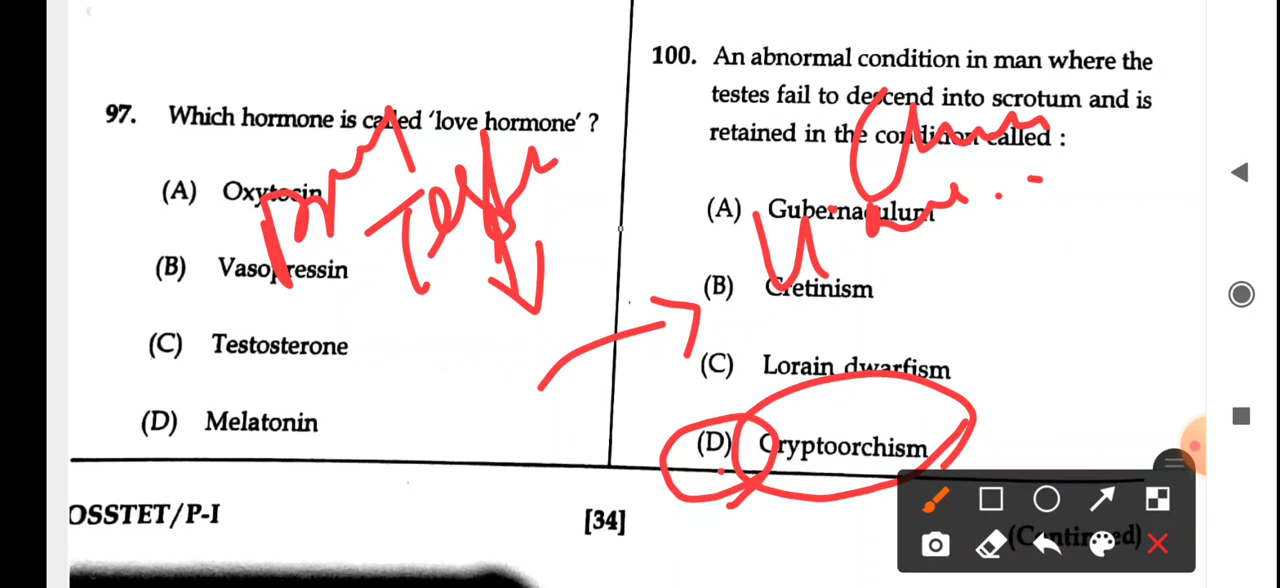 97. Which hormone is called 'love hormone' ?
(A) Oxytocin
(B) Vasopressin
(C) Testosterone
(D) Melatonin
100. An abnormal condition in man where the
testes fail to descend into scrotum and is
retained in the condition called :
(A) Gubernaculum
(B) Cretinism
(C) Lorain dwarfism
(D) Cryptoorchism
OSSTET/P-I
[34]
(Continued)